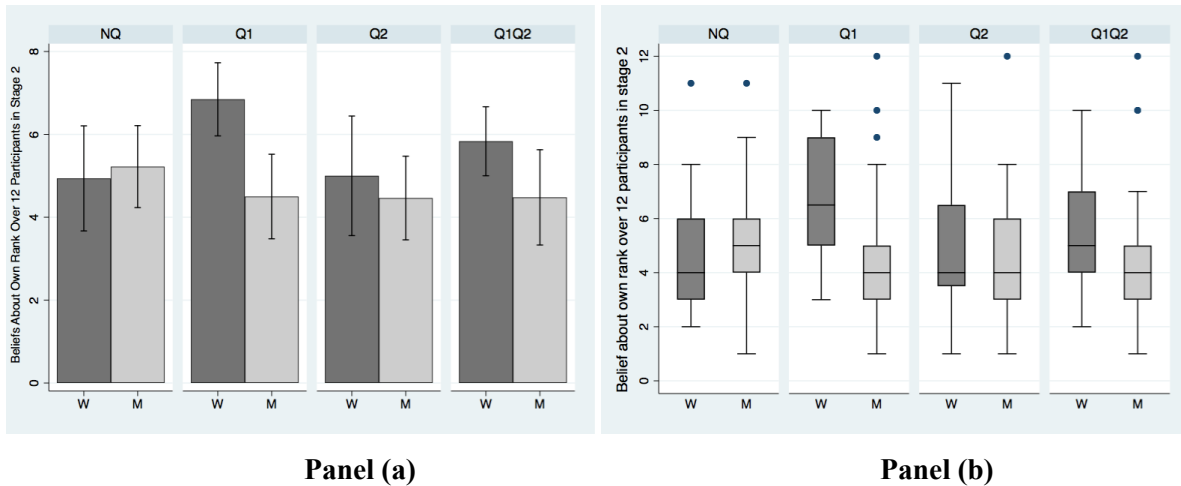 NQ Q1 Q2 Q1Q2
Beliefs About Own Rank Over 12 Participants in Stage 2
8
6
4
2
0
W M W M W M W M
Panel (a)
NQ Q1 Q2 Q1Q2
Belief about own rank over 12 participants in stage 2
12
10
8
6
4
2
0
W M W M W M W M
Panel (b)